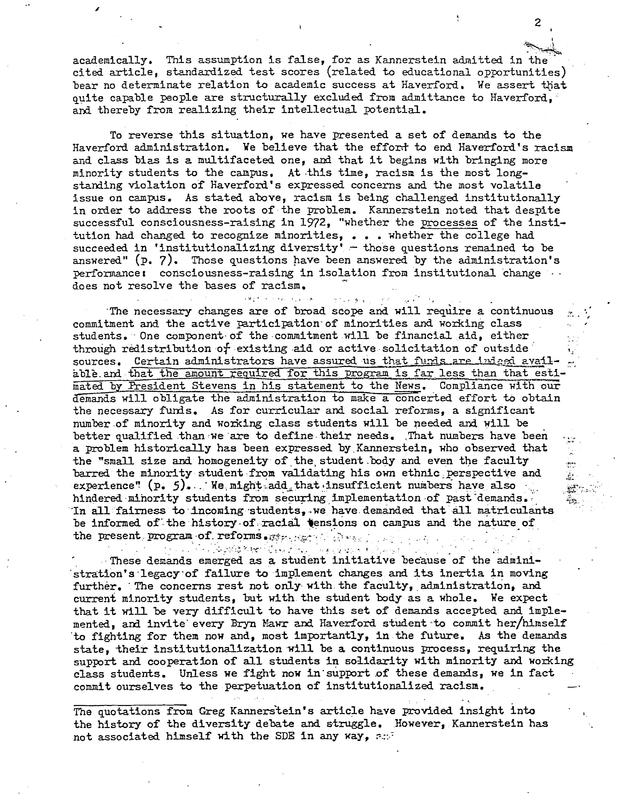 2
academically. This assumption is false, for as Kannerstein admitted in the
cited article, standardized test scores (related to educational opportunities)
bear no determinate relation to academic success at Haverford. We assert that
quite capable people are structurally excluded from admittance to Haverford,
and thereby from realizing their intellectual potential.
To reverse this situation, we have presented a set of demands to the
Haverford administration. We believe that the effort to end Haverford's racism
and class bias is a multifaceted one, and that it begins with bringing more
minority students to the campus. At this time, racism is the most long-
standing violation of Haverford's expressed concerns and the most volatile
issue on campus. As stated above, racism is being challenged institutionally
in order to address the roots of the problem. Kannerstein noted that despite
successful consciousness-raising in 1972, "whether the processes of the insti-
tution had changed to recognize minorities, . . . whether the college had
succeeded in 'institutionalizing diversity' — those questions remained to be
answered" (p. 7). Those questions have been answered by the administration's
performance: consciousness-raising in isolation from institutional change
does not resolve the bases of racism.
The necessary changes are of broad scope and will require a continuous
commitment and the active participation of minorities and working class
students. One component of the commitment will be financial aid, either
through redistribution of existing aid or active solicitation of outside
sources. Certain administrators have assured us that funds are indeed avail-
able and that the amount required for this program is far less than that esti-
mated by President Stevens in his statement to the News. Compliance with our
demands will obligate the administration to make a concerted effort to obtain
the necessary funds. As for curricular and social reforms, a significant
number of minority and working class students will be needed and will be
better qualified than we are to define their needs. That numbers have been
a problem historically has been expressed by Kannerstein, who observed that
the "small size and homogeneity of the student body and even the faculty
barred the minority student from validating his own ethnic perspective and
experience" (p. 5). We might add that insufficient numbers have also
hindered minority students from securing implementation of past demands.
In all fairness to incoming students, we have demanded that all matriculants
be informed of the history of racial tensions on campus and the nature of
the present program of reforms.
These demands emerged as a student initiative because of the admini-
stration's legacy of failure to implement changes and its inertia in moving
further. The concerns rest not only with the faculty, administration, and
current minority students, but with the student body as a whole. We expect
that it will be very difficult to have this set of demands accepted and imple-
mented, and invite every Bryn Mawr and Haverford student to commit her/himself
to fighting for them now and, most importantly, in the future. As the demands
state, their institutionalization will be a continuous process, requiring the
support and cooperation of all students in solidarity with minority and working
class students. Unless we fight now in support of these demands, we in fact
commit ourselves to the perpetuation of institutionalized racism.
The quotations from Greg Kannerstein's article have provided insight into
the history of the diversity debate and struggle. However, Kannerstein has
not associated himself with the SDE in any way,